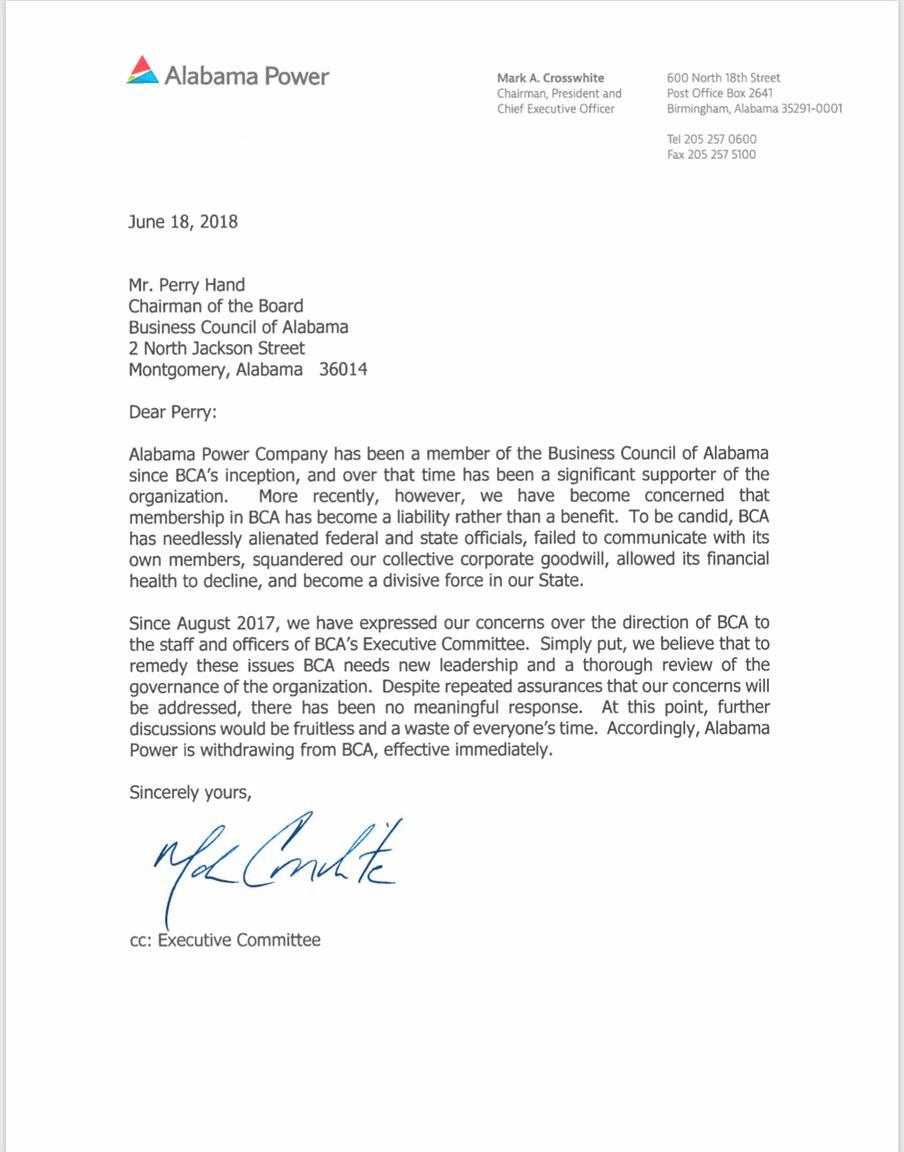 Alabama Power
Mark A. Crosswhite
Chairman, President and
Chief Executive Officer
600 North 18th Street
Post Office Box 2641
Birmingham, Alabama 35291-0001
Tel 205 257 0600
Fax 205 257 5100
June 18, 2018
Mr. Perry Hand
Chairman of the Board
Business Council of Alabama
2 North Jackson Street
Montgomery, Alabama 36014
Dear Perry:
Alabama Power Company has been a member of the Business Council of Alabama
since BCA's inception, and over that time has been a significant supporter of the
organization. More recently, however, we have become concerned that
membership in BCA has become a liability rather than a benefit. To be candid, BCA
has needlessly alienated federal and state officials, failed to communicate with its
own members, squandered our collective corporate goodwill, allowed its financial
health to decline, and become a divisive force in our State.
Since August 2017, we have expressed our concerns over the direction of BCA to
the staff and officers of BCA's Executive Committee. Simply put, we believe that to
remedy these issues BCA needs new leadership and a thorough review of the
governance of the organization. Despite repeated assurances that our concerns will
be addressed, there has been no meaningful response. At this point, further
discussions would be fruitless and a waste of everyone's time. Accordingly, Alabama
Power is withdrawing from BCA, effective immediately.
Sincerely yours,
Mark Crosswhite
cc: Executive Committee